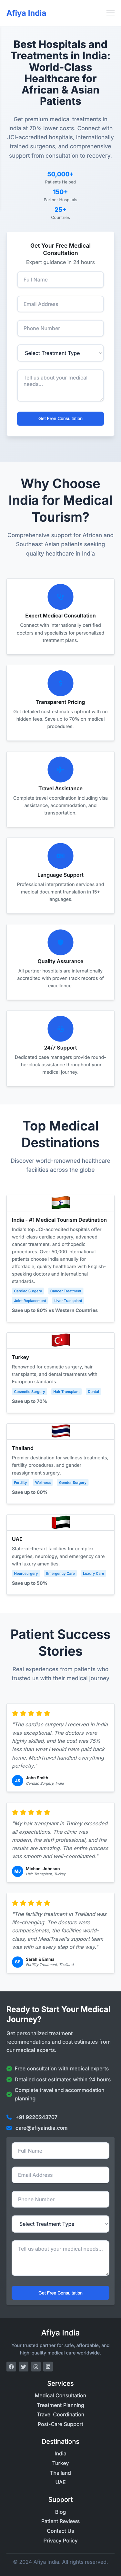 Afiya India
Best Hospitals and
Treatments in India:
World-Class
Healthcare for
African & Asian
Patients
Get premium medical treatments in
India at 70% lower costs. Connect with
JCI-accredited hospitals, internationally
trained surgeons, and comprehensive
support from consultation to recovery.
50,000+
Patients Helped
150+
Partner Hospitals
25+
Countries
Get Your Free Medical
Consultation
Expert guidance in 24 hours
Full Name
Email Address
Phone Number
Select Treatment Type
Tell us about your medical
needs...
Get Free Consultation
Why Choose
India for Medical
Tourism?
Comprehensive support for African and
Southeast Asian patients seeking
quality healthcare in India
Expert Medical Consultation
Connect with internationally certified
doctors and specialists for personalized
treatment plans.
Transparent Pricing
Get detailed cost estimates upfront with no
hidden fees. Save up to 70% on medical
procedures.
Travel Assistance
Complete travel coordination including visa
assistance, accommodation, and
transportation.
Language Support
Professional interpretation services and
medical document translation in 15+
languages.
Quality Assurance
All partner hospitals are internationally
accredited with proven track records of
excellence.
24/7 Support
Dedicated case managers provide round-
the-clock assistance throughout your
medical journey.
Top Medical
Destinations
Discover world-renowned healthcare
facilities across the globe
India - #1 Medical Tourism Destination
India's top JCI-accredited hospitals offer
world-class cardiac surgery, advanced
cancer treatment, and orthopedic
procedures. Over 50,000 international
patients choose India annually for
affordable, quality healthcare with English-
speaking doctors and international
standards.
Cardiac Surgery
Cancer Treatment
Joint Replacement
Liver Transplant
Save up to 80% vs Western Countries
Turkey
Renowned for cosmetic surgery, hair
transplants, and dental treatments with
European standards.
Cosmetic Surgery
Hair Transplant
Dental
Save up to 70%
Thailand
Premier destination for wellness treatments,
fertility procedures, and gender
reassignment surgery.
Fertility
Wellness
Gender Surgery
Save up to 60%
UAE
State-of-the-art facilities for complex
surgeries, neurology, and emergency care
with luxury amenities.
Neurosurgery
Emergency Care
Luxury Care
Save up to 50%
Patient Success
Stories
Real experiences from patients who
trusted us with their medical journey
"The cardiac surgery I received in India
was exceptional. The doctors were
highly skilled, and the cost was 75%
less than what I would have paid back
home. MedTravel handled everything
perfectly."
JS
John Smith
Cardiac Surgery, India
"My hair transplant in Turkey exceeded
all expectations. The clinic was
modern, the staff professional, and the
results are amazing. The entire process
was smooth and well-coordinated."
MJ
Michael Johnson
Hair Transplant, Turkey
"The fertility treatment in Thailand was
life-changing. The doctors were
compassionate, the facilities world-
class, and MedTravel's support team
was with us every step of the way."
SE
Sarah & Emma
Fertility Treatment, Thailand
Ready to Start Your Medical
Journey?
Get personalized treatment
recommendations and cost estimates from
our medical experts.
Free consultation with medical experts
Detailed cost estimates within 24 hours
Complete travel and accommodation
planning
+91 9220243707
care@afiyaindia.com
Full Name
Email Address
Phone Number
Select Treatment Type
Tell us about your medical needs...
Get Free Consultation
Afiya India
Your trusted partner for safe, affordable, and
high-quality medical care worldwide.
Services
Medical Consultation
Treatment Planning
Travel Coordination
Post-Care Support
Destinations
India
Turkey
Thailand
UAE
Support
Blog
Patient Reviews
Contact Us
Privacy Policy
© 2024 Afiya India. All rights reserved.